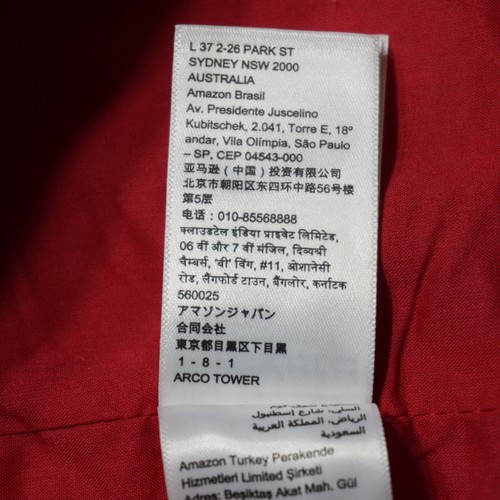 L 37 2-26 PARK ST
SYDNEY NSW 2000
AUSTRALIA
Amazon Brasil
Av. Presidente Juscelino
Kubitschek, 2.041, Torre E, 18º
andar, Vila Olímpia, São Paulo
– SP, CEP 04543-000
亚马逊（中国）投资有限公司
北京市朝阳区东四环中路56号楼
第5层
电话：010-85568888
क्लाउडटेल इंडिया प्राइवेट लिमिटेड,
06 वीं और 7 वीं मंजिल, दिव्यश्री
चैम्बर्स, 'वी' विंग, #11, ओशानेसी
रोड, लैंगफोर्ड टाउन, बैंगलोर, कर्नाटक
560025
アマソンジャパン
合同会社
東京都目黒区下目黒
1 - 8 - 1
ARCO TOWER
السلي، شارع إسطنبول
الرياض، المملكة العربية
السعودية
Amazon Turkey Perakende
Hizmetleri Limited Şirketi
Adres: Beşiktaş Akat Mah. Gül